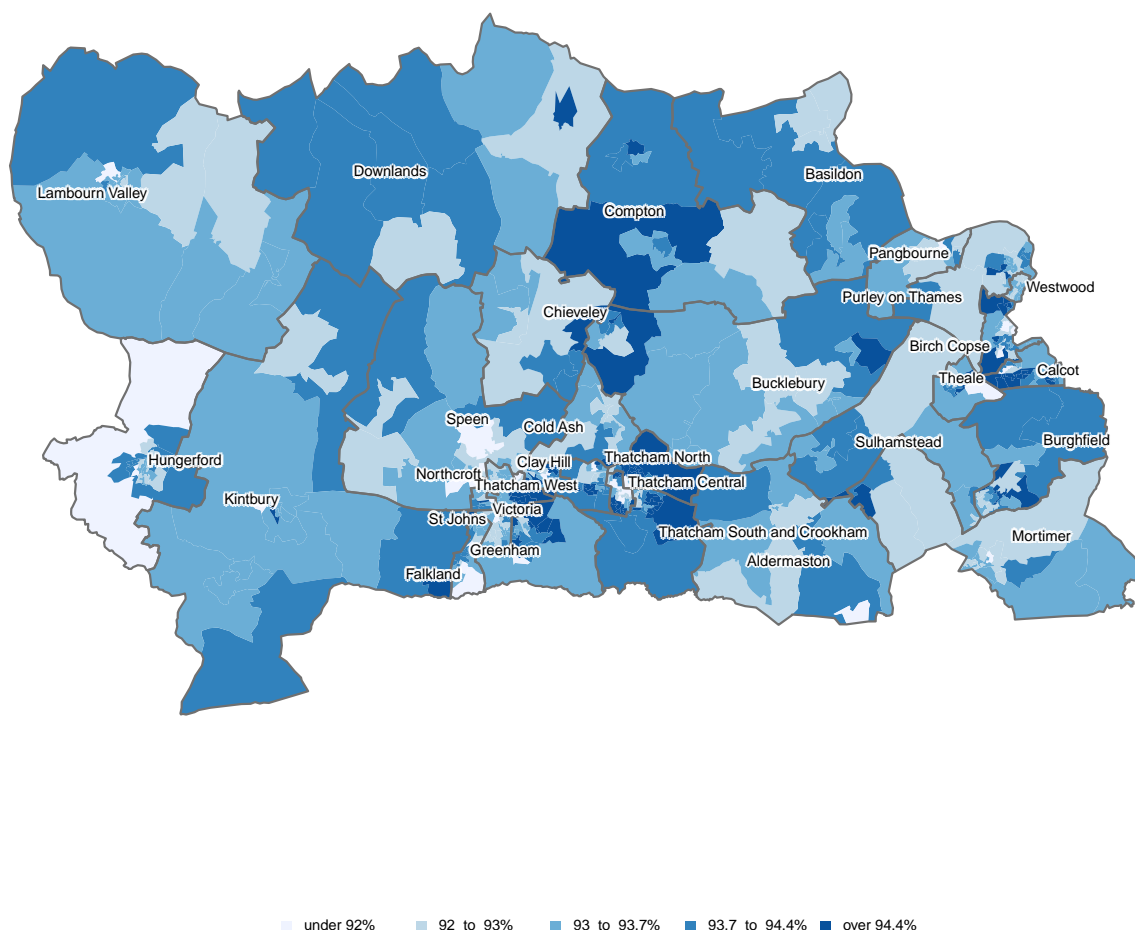 Downlands
Basildon
Lambourn Valley
Compton
Pangbourne
Westwood
Purley on Thames
Chieveley
Birch Copse
Calcot
Theale
Bucklebury
Speen
Cold Ash
Burghfield
Sulhamstead
Thatcham North
Hungerford
Clay Hill
Northcroft
Thatcham Central
Thatcham West
Kintbury
Victoria
St Johns
Thatcham South and Crookham
Mortimer
Greenham
Aldermaston
Falkland
under 92% 92 to 93% 93 to 93.7% 93.7 to 94.4% over 94.4%